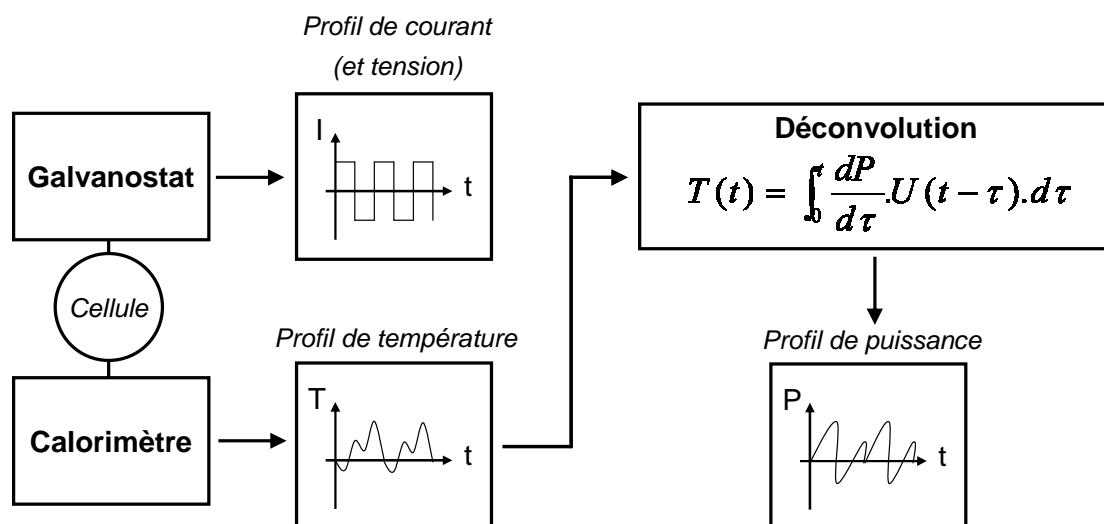 Profil de courant
(et tension)
Galvanostat
I
t
Déconvolution
T(t) = ∫₀ᵗ dP/dτ .U(t−τ).dτ
Cellule
Profil de température
Profil de puissance
Calorimètre
T
t
P
t